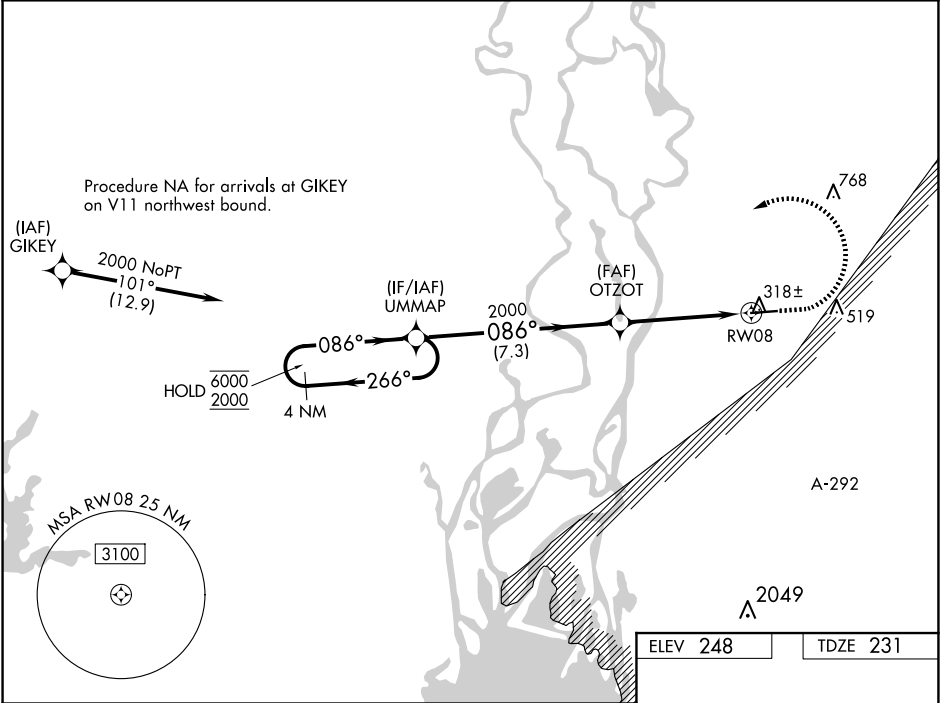 Procedure NA for arrivals at GIKEY
on V11 northwest bound.
(IAF)
GIKEY
2000 NoPT
101°
(12.9)
(IF/IAF)
UMMAP
086°
266°
HOLD
6000
2000
4 NM
2000
086°
(7.3)
(FAF)
OTZOT
318±
RW08
768
519
A-292
2049
MSA RW08 25 NM
3100
ELEV 248
TDZE 231